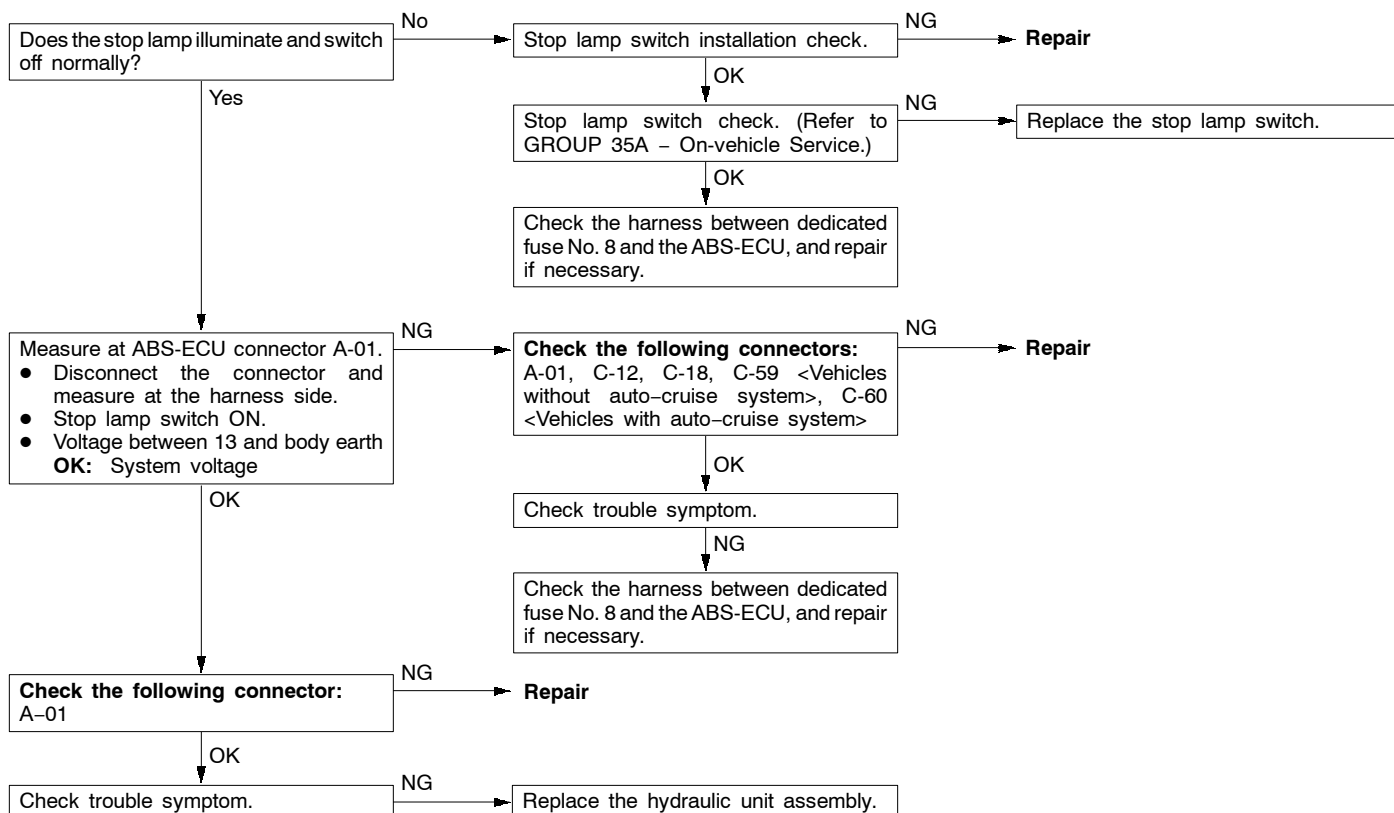 Does the stop lamp illuminate and switch
off normally?
No
Stop lamp switch installation check.
NG
Repair
Yes
OK
Stop lamp switch check. (Refer to
GROUP 35A – On-vehicle Service.)
NG
Replace the stop lamp switch.
OK
Check the harness between dedicated
fuse No. 8 and the ABS-ECU, and repair
if necessary.
Measure at ABS-ECU connector A-01.
● Disconnect the connector and
measure at the harness side.
● Stop lamp switch ON.
● Voltage between 13 and body earth
OK: System voltage
NG
Check the following connectors:
A-01, C-12, C-18, C-59 <Vehicles
without auto–cruise system>, C-60
<Vehicles with auto–cruise system>
NG
Repair
OK
OK
Check trouble symptom.
NG
Check the harness between dedicated
fuse No. 8 and the ABS-ECU, and repair
if necessary.
Check the following connector:
A–01
NG
Repair
OK
Check trouble symptom.
NG
Replace the hydraulic unit assembly.